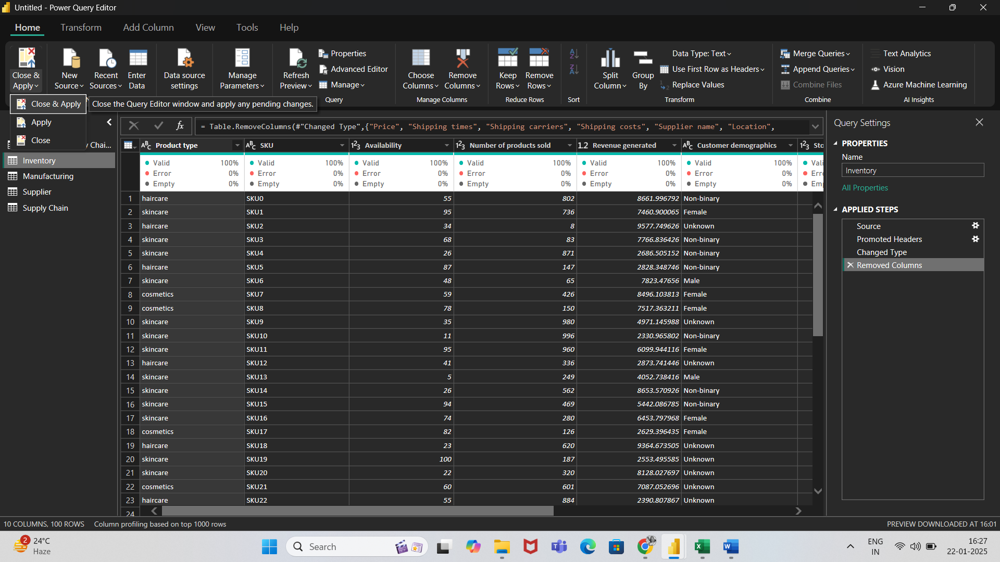 Untitled - Power Query Editor
Home Transform Add Column View Tools Help
Close & Apply
New Source
Recent Sources
Enter Data
Data source settings
Manage Parameters
Refresh Preview
Properties
Advanced Editor
Manage
Query
Choose Columns
Remove Columns
Manage Columns
Keep Rows
Remove Rows
Reduce Rows
Sort
Split Column
Group By
Data Type: Text
Use First Row as Headers
Replace Values
Transform
Merge Queries
Append Queries
Combine Files
Combine
Text Analytics
Vision
Azure Machine Learning
AI Insights
Close & Apply
Close the Query Editor window and apply any pending changes.
Apply
Close
y Chai...
Inventory
Manufacturing
Supplier
Supply Chain
fx = Table.RemoveColumns(#"Changed Type",{"Price", "Shipping times", "Shipping carriers", "Shipping costs", "Supplier name", "Location",
ABC Product type ABC SKU 123 Availability 123 Number of products sold 1.2 Revenue generated ABC Customer demographics 123 Sto
Valid 100% Valid 100% Valid 100% Valid 100% Valid 100% Valid 100% Vali
Error 0% Error 0% Error 0% Error 0% Error 0% Error 0% Erro
Empty 0% Empty 0% Empty 0% Empty 0% Empty 0% Empty 0% Em
1 haircare SKU0 55 802 8661.996792 Non-binary
2 skincare SKU1 95 736 7460.900065 Female
3 haircare SKU2 34 8 9577.749626 Unknown
4 skincare SKU3 68 83 7766.836426 Non-binary
5 skincare SKU4 26 871 2686.505152 Non-binary
6 haircare SKU5 87 147 2828.348746 Non-binary
7 skincare SKU6 48 65 7823.47656 Male
8 cosmetics SKU7 59 426 8496.103813 Female
9 cosmetics SKU8 78 150 7517.363211 Female
10 skincare SKU9 35 980 4971.145988 Unknown
11 skincare SKU10 11 996 2330.965802 Non-binary
12 skincare SKU11 95 960 6099.944116 Female
13 haircare SKU12 41 336 2873.741446 Unknown
14 skincare SKU13 5 249 4052.738416 Male
15 skincare SKU14 26 562 8653.570926 Non-binary
16 skincare SKU15 94 469 5442.086785 Non-binary
17 skincare SKU16 74 280 6453.797968 Female
18 cosmetics SKU17 82 126 2629.396435 Female
19 haircare SKU18 23 620 9364.673505 Unknown
20 skincare SKU19 100 187 2553.495585 Unknown
21 skincare SKU20 22 320 8128.027697 Unknown
22 cosmetics SKU21 60 601 7087.052696 Unknown
23 haircare SKU22 55 884 2390.807867 Unknown
24
Query Settings
PROPERTIES
Name
Inventory
All Properties
APPLIED STEPS
Source
Promoted Headers
Changed Type
Removed Columns
10 COLUMNS, 100 ROWS Column profiling based on top 1000 rows PREVIEW DOWNLOADED AT 16:01
2
24°C
Haze
Search
ENG
IN
16:27
22-01-2025